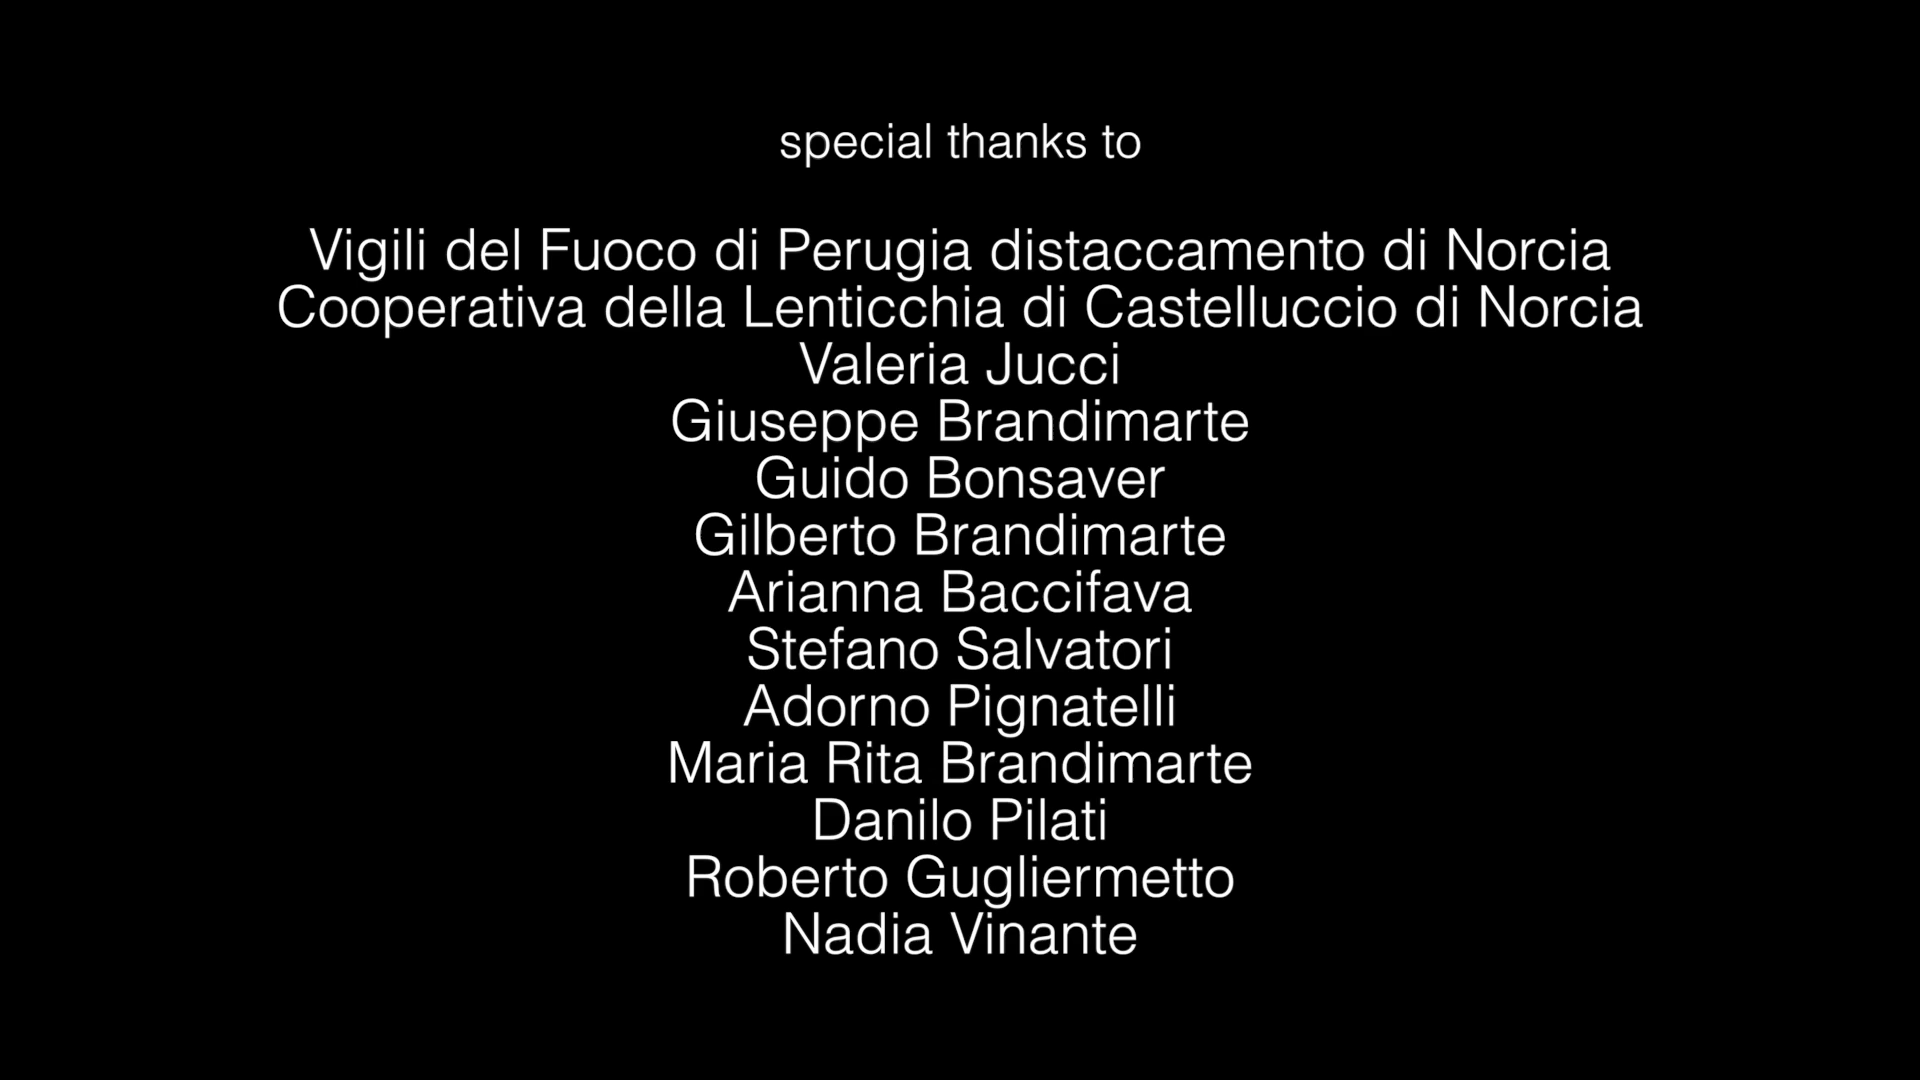 special thanks to
Vigili del Fuoco di Perugia distaccamento di Norcia
Cooperativa della Lenticchia di Castelluccio di Norcia
Valeria Jucci
Giuseppe Brandimarte
Guido Bonsaver
Gilberto Brandimarte
Arianna Baccifava
Stefano Salvatori
Adorno Pignatelli
Maria Rita Brandimarte
Danilo Pilati
Roberto Gugliermetto
Nadia Vinante